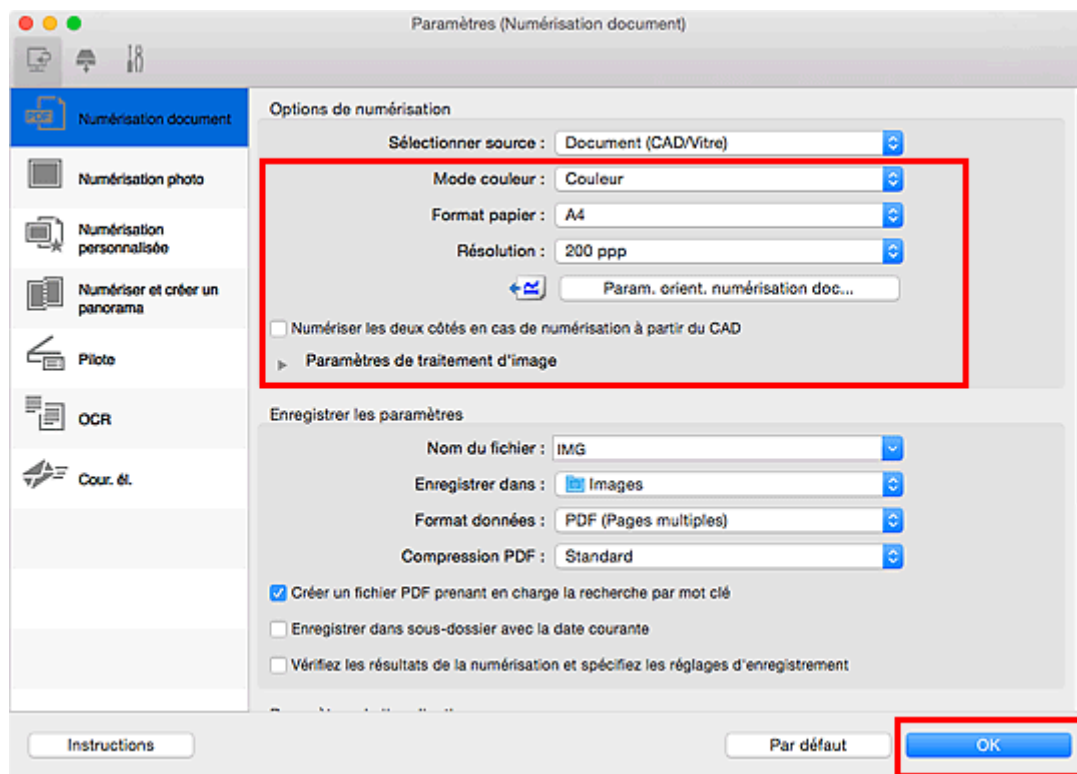 Paramètres (Numérisation document)
Numérisation document
Numérisation photo
Numérisation
personnalisée
Numériser et créer un
panorama
Pilote
OCR
Cour. él.
Options de numérisation
Sélectionner source : Document (CAD/Vitre)
Mode couleur : Couleur
Format papier : A4
Résolution : 200 ppp
Param. orient. numérisation doc...
Numériser les deux côtés en cas de numérisation à partir du CAD
Paramètres de traitement d'image
Enregistrer les paramètres
Nom du fichier : IMG
Enregistrer dans : Images
Format données : PDF (Pages multiples)
Compression PDF : Standard
Créer un fichier PDF prenant en charge la recherche par mot clé
Enregistrer dans sous-dossier avec la date courante
Vérifiez les résultats de la numérisation et spécifiez les réglages d'enregistrement
Instructions
Par défaut
OK